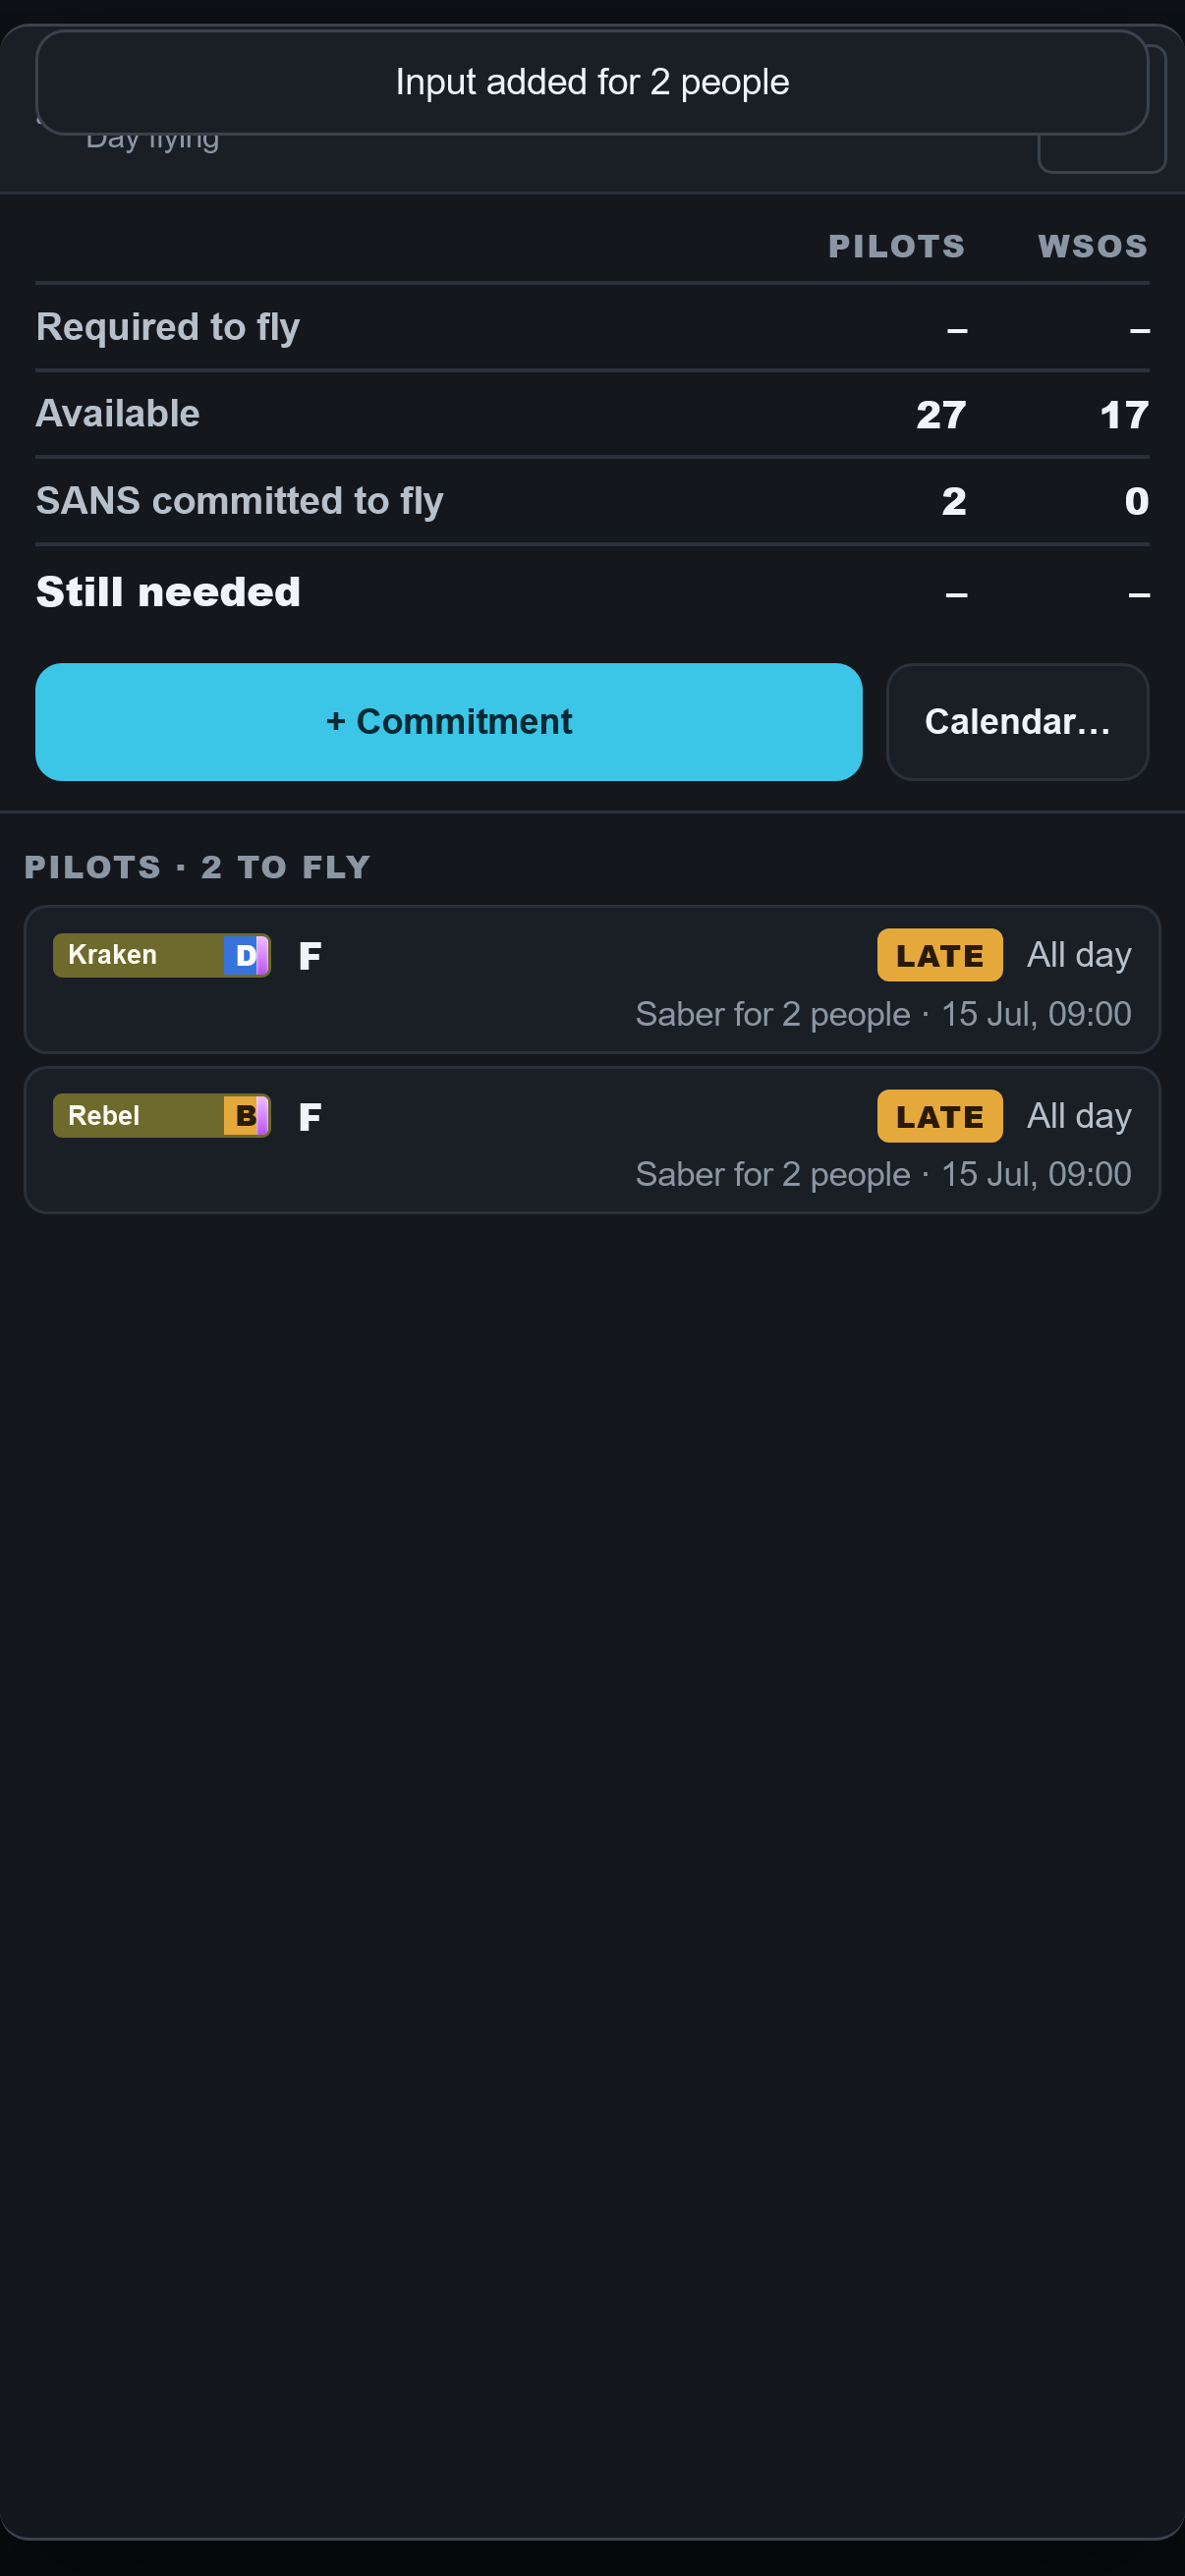 Input added for 2 people
Day flying
PILOTS WSOS
Required to fly – –
Available 27 17
SANS committed to fly 2 0
Still needed – –
+ Commitment Calendar…
PILOTS · 2 TO FLY
Kraken D F LATE All day
Saber for 2 people · 15 Jul, 09:00
Rebel B F LATE All day
Saber for 2 people · 15 Jul, 09:00